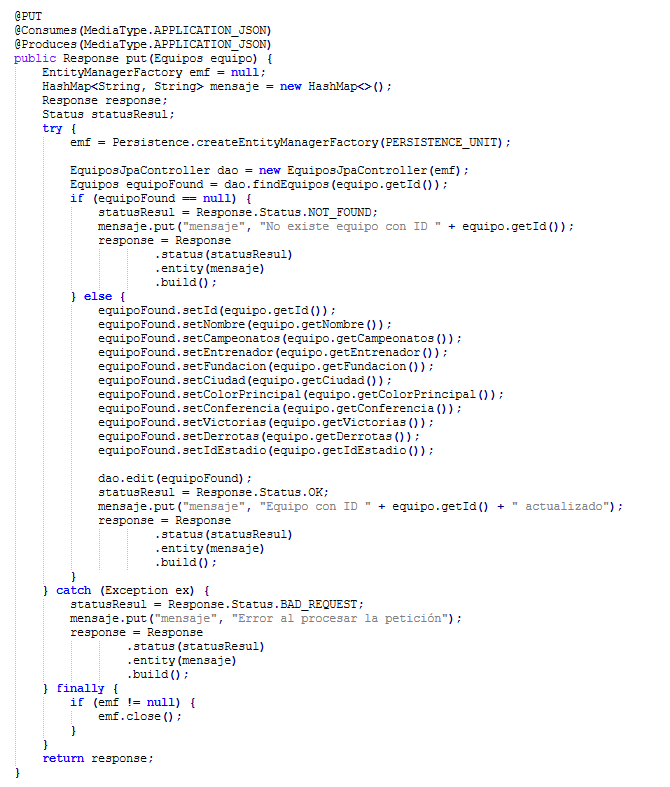 @PUT
@Consumes(MediaType.APPLICATION_JSON)
@Produces(MediaType.APPLICATION_JSON)
public Response put(Equipos equipo) {
    EntityManagerFactory emf = null;
    HashMap<String, String> mensaje = new HashMap<>();
    Response response;
    Status statusResul;
    try {
        emf = Persistence.createEntityManagerFactory(PERSISTENCE_UNIT);

        EquiposJpaController dao = new EquiposJpaController(emf);
        Equipos equipoFound = dao.findEquipos(equipo.getId());
        if (equipoFound == null) {
            statusResul = Response.Status.NOT_FOUND;
            mensaje.put("mensaje", "No existe equipo con ID " + equipo.getId());
            response = Response
                    .status(statusResul)
                    .entity(mensaje)
                    .build();
        } else {
            equipoFound.setId(equipo.getId());
            equipoFound.setNombre(equipo.getNombre());
            equipoFound.setCampeonatos(equipo.getCampeonatos());
            equipoFound.setEntrenador(equipo.getEntrenador());
            equipoFound.setFundacion(equipo.getFundacion());
            equipoFound.setCiudad(equipo.getCiudad());
            equipoFound.setColorPrincipal(equipo.getColorPrincipal());
            equipoFound.setConferencia(equipo.getConferencia());
            equipoFound.setVictorias(equipo.getVictorias());
            equipoFound.setDerrotas(equipo.getDerrotas());
            equipoFound.setIdEstadio(equipo.getIdEstadio());

            dao.edit(equipoFound);
            statusResul = Response.Status.OK;
            mensaje.put("mensaje", "Equipo con ID " + equipo.getId() + " actualizado");
            response = Response
                    .status(statusResul)
                    .entity(mensaje)
                    .build();
        }
    } catch (Exception ex) {
        statusResul = Response.Status.BAD_REQUEST;
        mensaje.put("mensaje", "Error al procesar la petición");
        response = Response
                .status(statusResul)
                .entity(mensaje)
                .build();
    } finally {
        if (emf != null) {
            emf.close();
        }
    }
    return response;
}